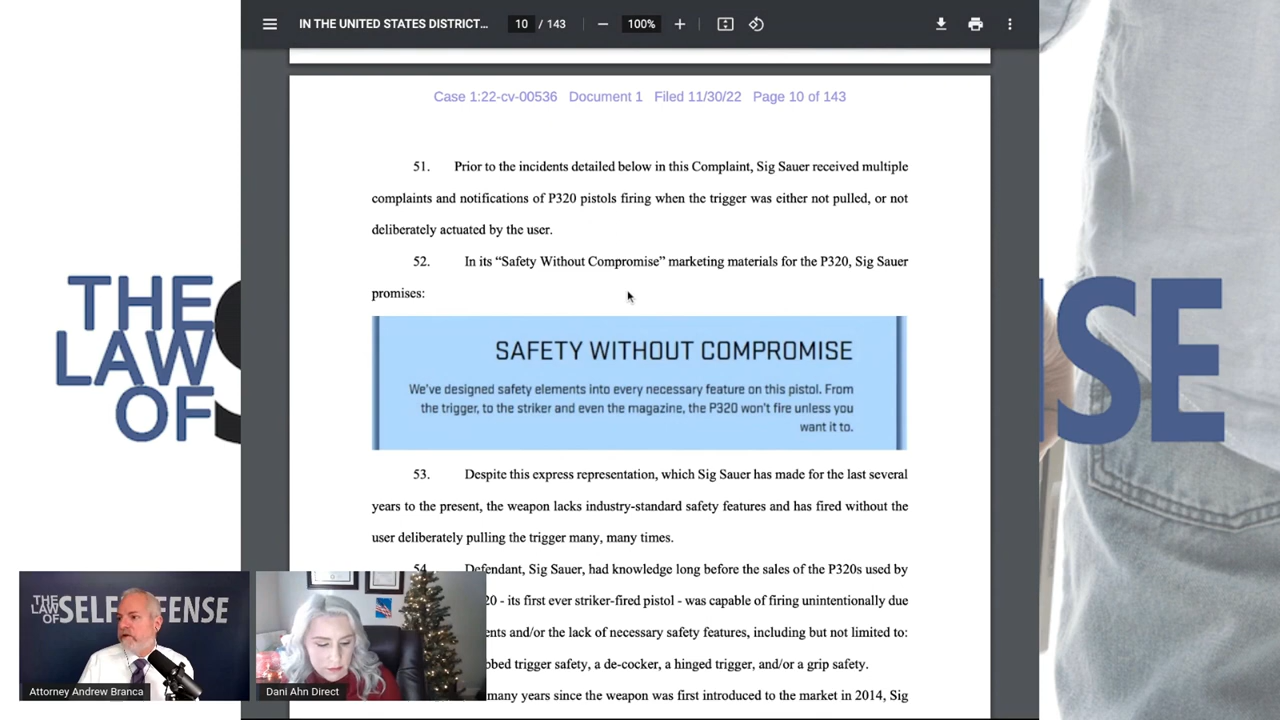 IN THE UNITED STATES DISTRICT... 10 / 143 100%
Case 1:22-cv-00536 Document 1 Filed 11/30/22 Page 10 of 143
51. Prior to the incidents detailed below in this Complaint, Sig Sauer received multiple
complaints and notifications of P320 pistols firing when the trigger was either not pulled, or not
deliberately actuated by the user.
52. In its “Safety Without Compromise” marketing materials for the P320, Sig Sauer
promises:
SAFETY WITHOUT COMPROMISE
We've designed safety elements into every necessary feature on this pistol. From
the trigger, to the striker and even the magazine, the P320 won't fire unless you
want it to.
53. Despite this express representation, which Sig Sauer has made for the last several
years to the present, the weapon lacks industry-standard safety features and has fired without the
user deliberately pulling the trigger many, many times.
54. Defendant, Sig Sauer, had knowledge long before the sales of the P320s used by
20 - its first ever striker-fired pistol - was capable of firing unintentionally due
ents and/or the lack of necessary safety features, including but not limited to:
bbed trigger safety, a de-cocker, a hinged trigger, and/or a grip safety.
many years since the weapon was first introduced to the market in 2014, Sig
THE
LAW
OF
S
NSE
THE
LAW
OF SELF DEFENSE
Attorney Andrew Branca
Dani Ahn Direct